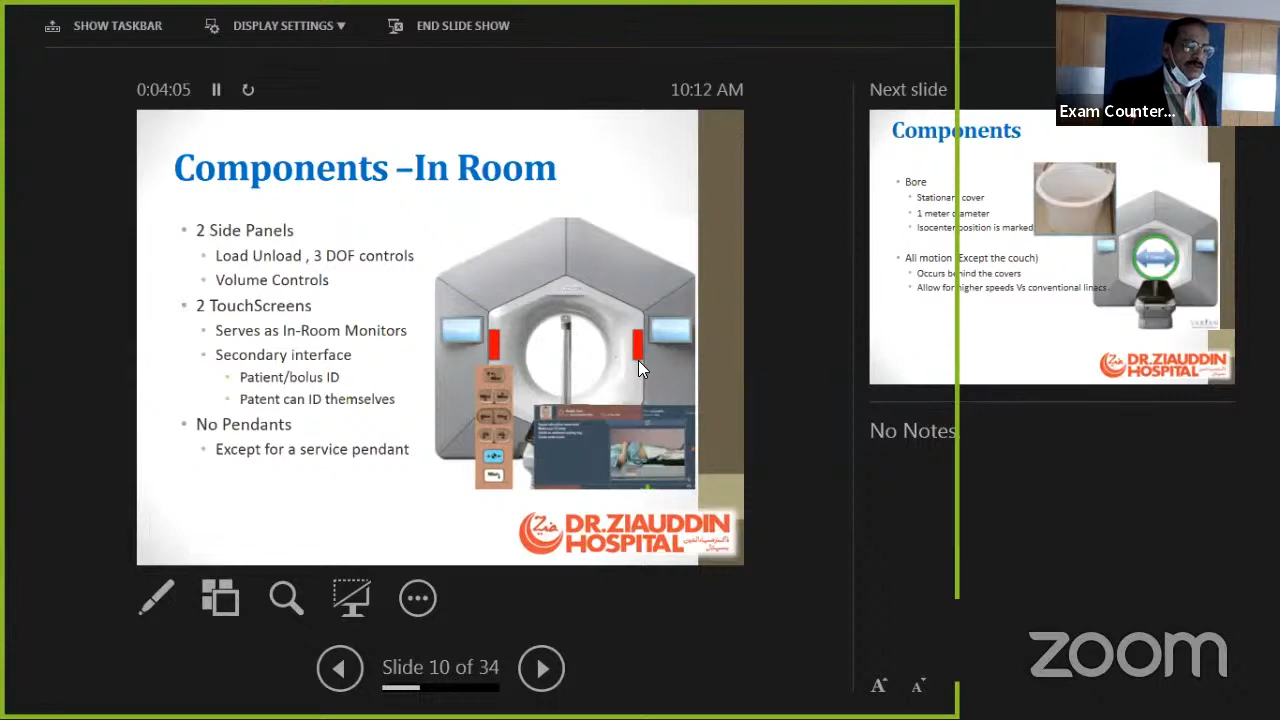 SHOW TASKBAR
DISPLAY SETTINGS ▼
END SLIDE SHOW
0:04:05
10:12 AM
Components –In Room
• 2 Side Panels
• Load Unload , 3 DOF controls
• Volume Controls
• 2 TouchScreens
• Serves as In-Room Monitors
• Secondary interface
• Patient/bolus ID
• Patent can ID themselves
• No Pendants
• Except for a service pendant
DR.ZIAUDDIN
HOSPITAL
Slide 10 of 34
Next slide
Components
• Bore
• Stationary cover
• 1 meter diameter
• Isocenter position is marked
• All motion (Except the couch)
• Occurs behind the covers
• Allow for higher speeds Vs conventional linacs
DR.ZIAUDDIN
HOSPITAL
No Notes
A
A
Exam Counter...
zoom